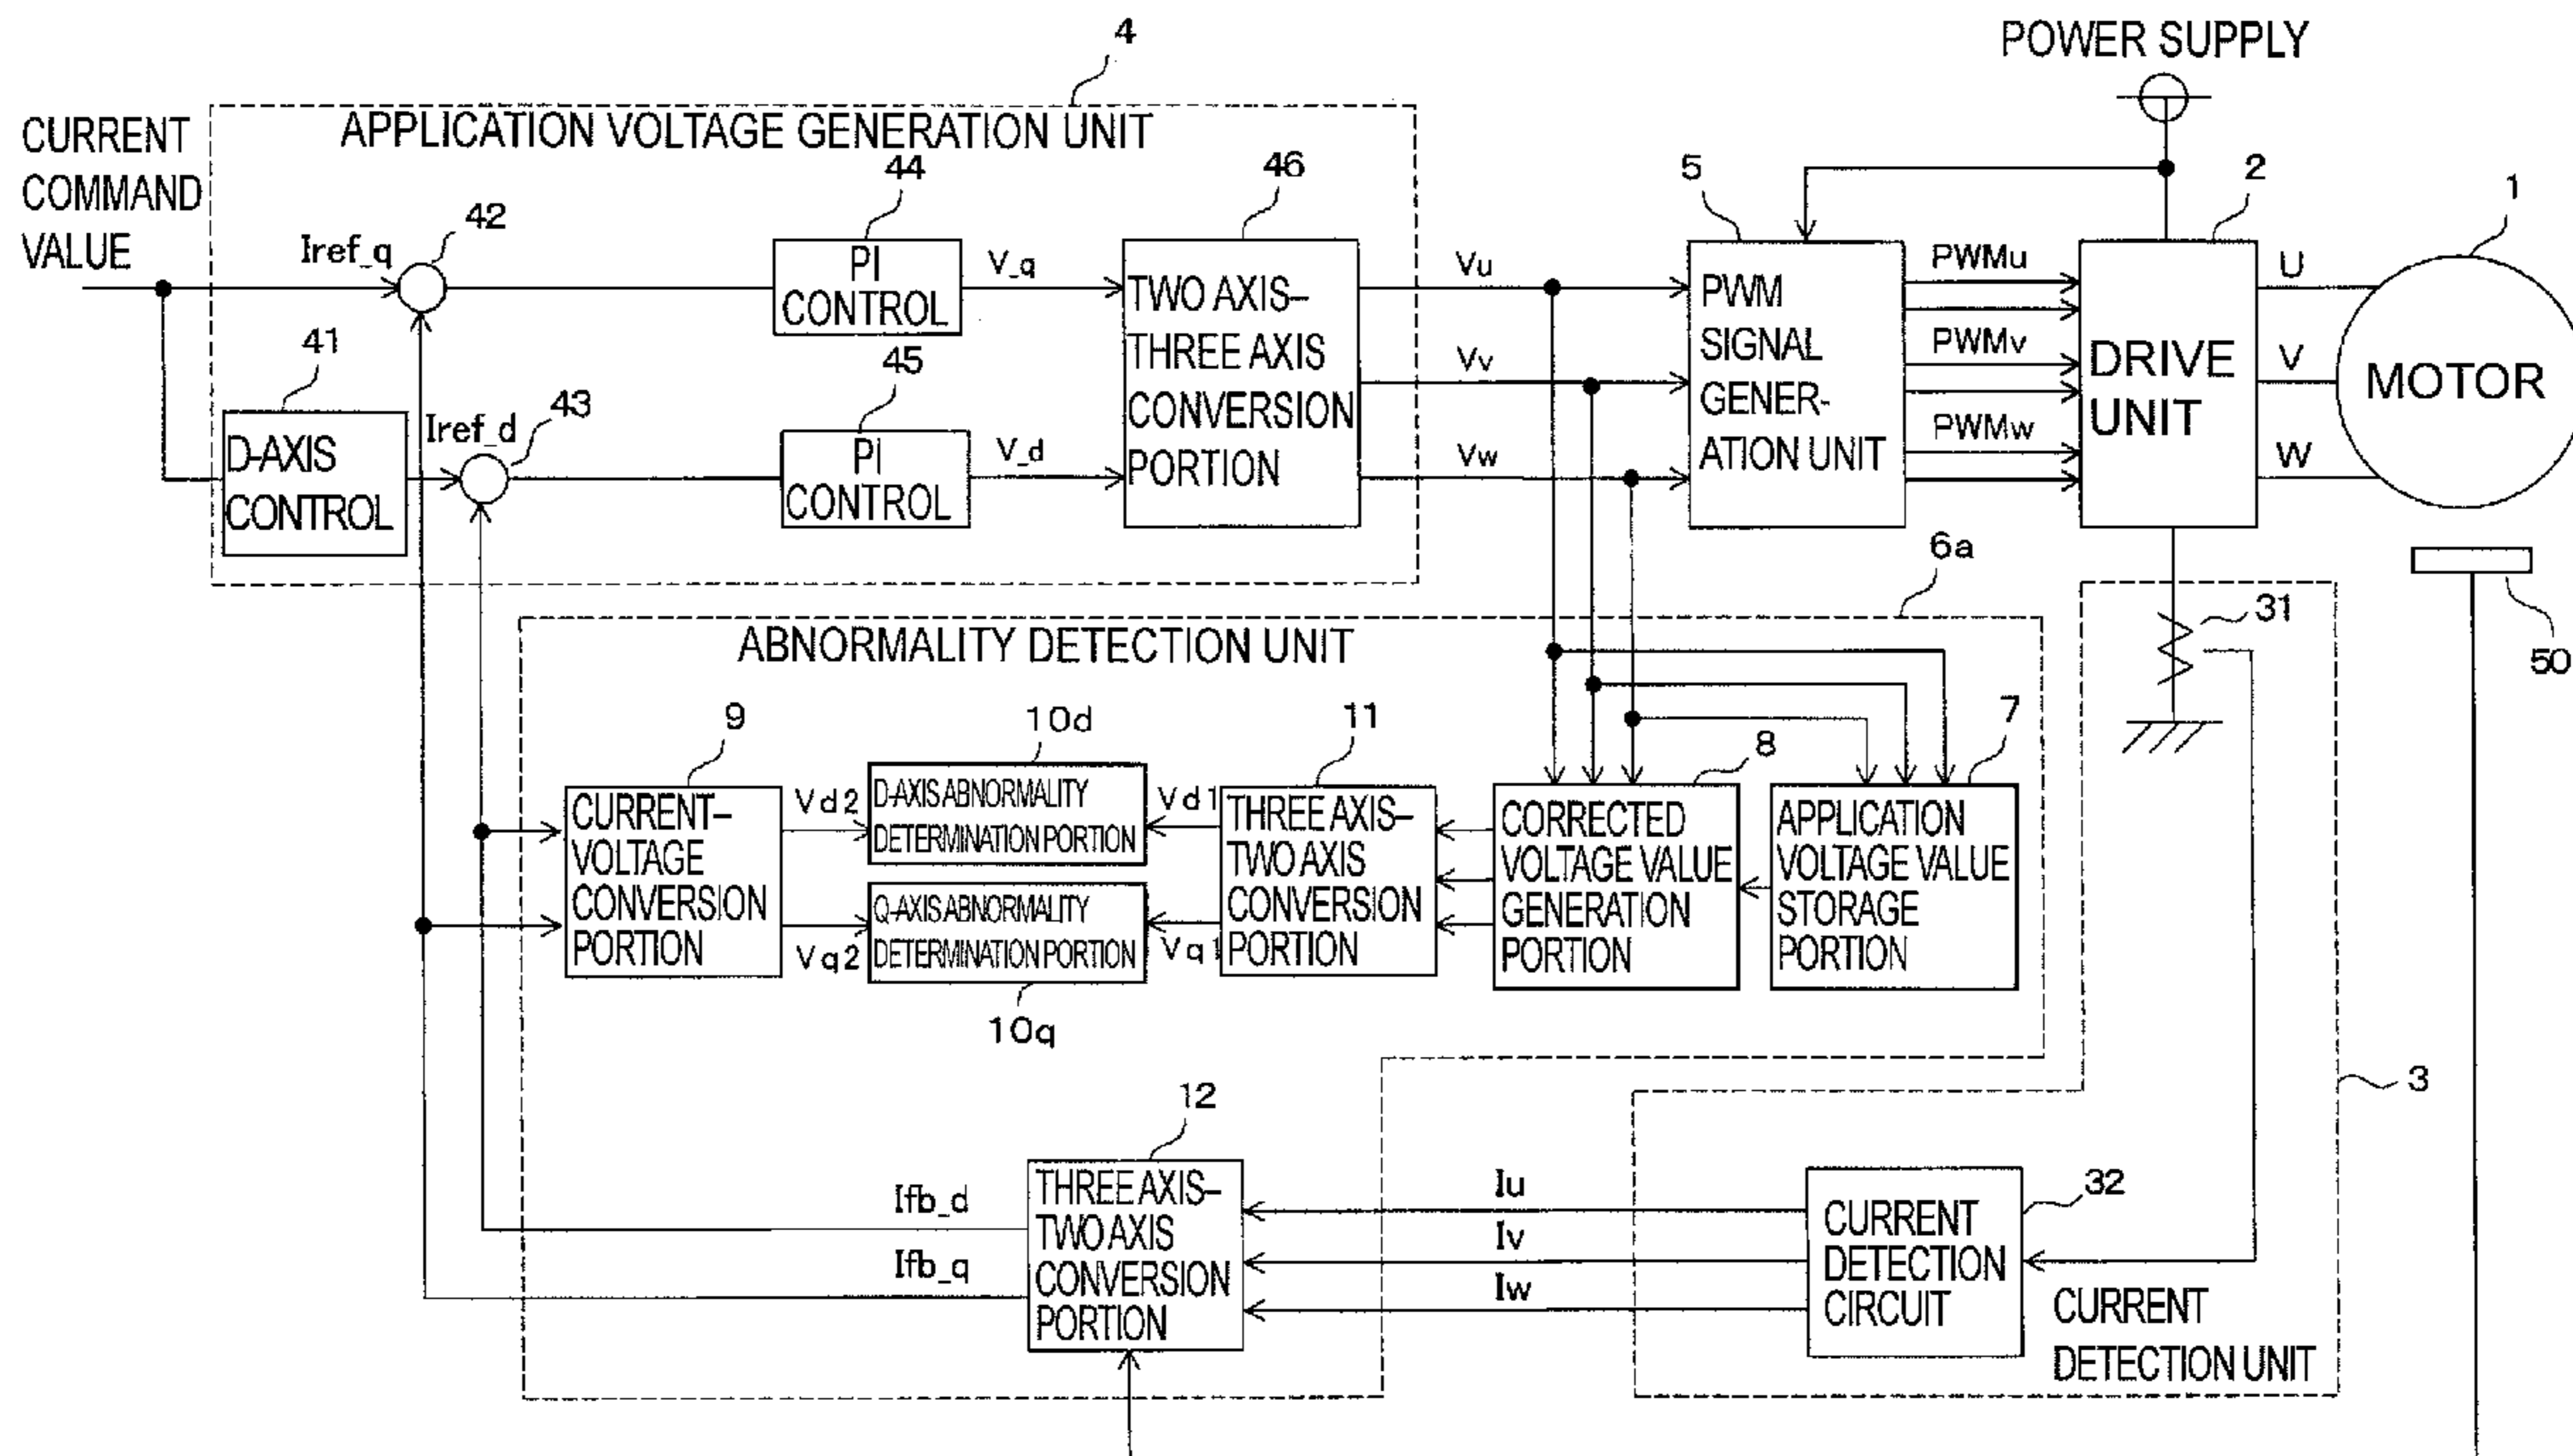 4
POWER SUPPLY
CURRENT
COMMAND
VALUE
APPLICATION VOLTAGE GENERATION UNIT
44
46
5
2
1
42
Iref_q
PI
CONTROL
V_q
TWO AXIS–
THREE AXIS
CONVERSION
PORTION
Vu
Vv
Vw
PWM
SIGNAL
GENER-
ATION UNIT
PWMu
PWMv
PWMw
DRIVE
UNIT
U
V
W
MOTOR
41
45
43
Iref_d
D-AXIS
CONTROL
PI
CONTROL
V_d
6a
31
50
ABNORMALITY DETECTION UNIT
9
10d
11
8
7
CURRENT–
VOLTAGE
CONVERSION
PORTION
Vd2
Vq2
D-AXIS ABNORMALITY
DETERMINATION PORTION
Q-AXIS ABNORMALITY
DETERMINATION PORTION
10q
Vd1
Vq1
THREE AXIS–
TWO AXIS
CONVERSION
PORTION
CORRECTED
VOLTAGE VALUE
GENERATION
PORTION
APPLICATION
VOLTAGE VALUE
STORAGE
PORTION
3
12
Ifb_d
Ifb_q
THREE AXIS–
TWO AXIS
CONVERSION
PORTION
Iu
Iv
Iw
32
CURRENT
DETECTION
CIRCUIT
CURRENT
DETECTION UNIT